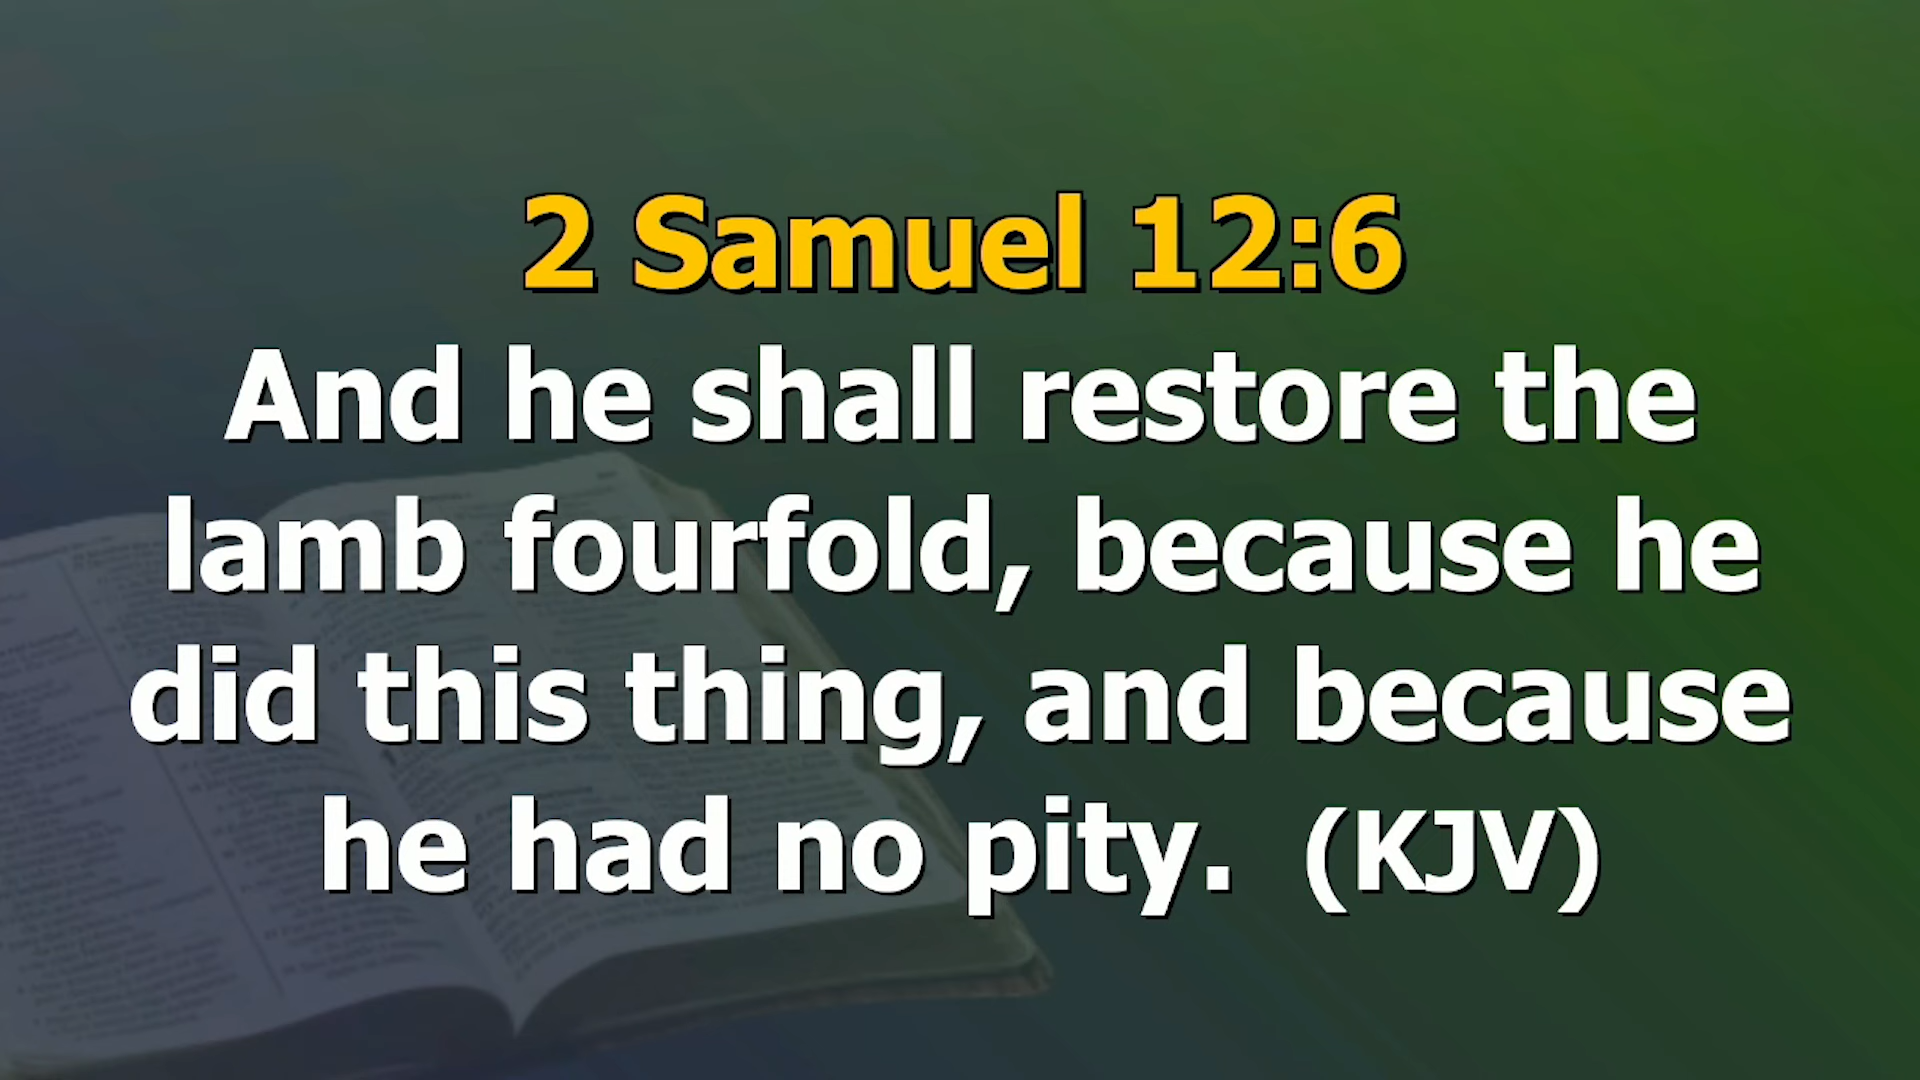 2 Samuel 12:6
And he shall restore the
lamb fourfold, because he
did this thing, and because
he had no pity.  (KJV)